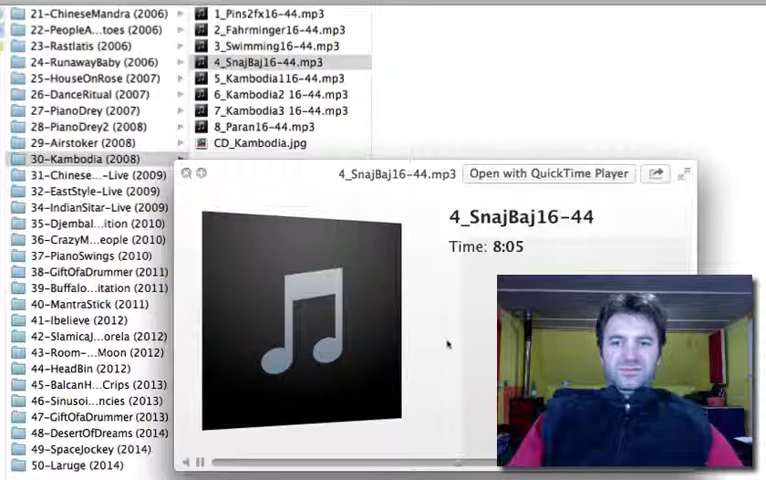 21-ChineseMandra (2006)
22-PeopleA...toes (2006)
23-Rastlatis (2006)
24-RunawayBaby (2006)
25-HouseOnRose (2007)
26-DanceRitual (2007)
27-PianoDrey (2007)
28-PianoDrey2 (2008)
29-Airstoker (2008)
30-Kambodia (2008)
31-Chinese...-Live (2009)
32-EastStyle-Live (2009)
34-IndianSitar-Live (2009)
35-Djembal...ition (2010)
36-CrazyM...eople (2010)
37-PianoSwings (2010)
38-GiftOfaDrummer (2011)
39-Buffalo...itation (2011)
40-MantraStick (2011)
41-Ibelieve (2012)
42-SlamicaJ...orela (2012)
43-Room-...Moon (2012)
44-HeadBin (2012)
45-BalcanH...Crips (2013)
46-Sinusoi...ncies (2013)
47-GiftOfaDrummer (2013)
48-DesertOfDreams (2014)
49-SpaceJockey (2014)
50-Laruge (2014)
1_Pins2fx16-44.mp3
2_Fahrminger16-44.mp3
3_Swimming16-44.mp3
4_SnajBaj16-44.mp3
5_Kambodia116-44.mp3
6_Kambodia2 16-44.mp3
7_Kambodia3 16-44.mp3
8_Paran16-44.mp3
CD_Kambodia.jpg
4_SnajBaj16-44.mp3
Open with QuickTime Player
4_SnajBaj16-44
Time: 8:05